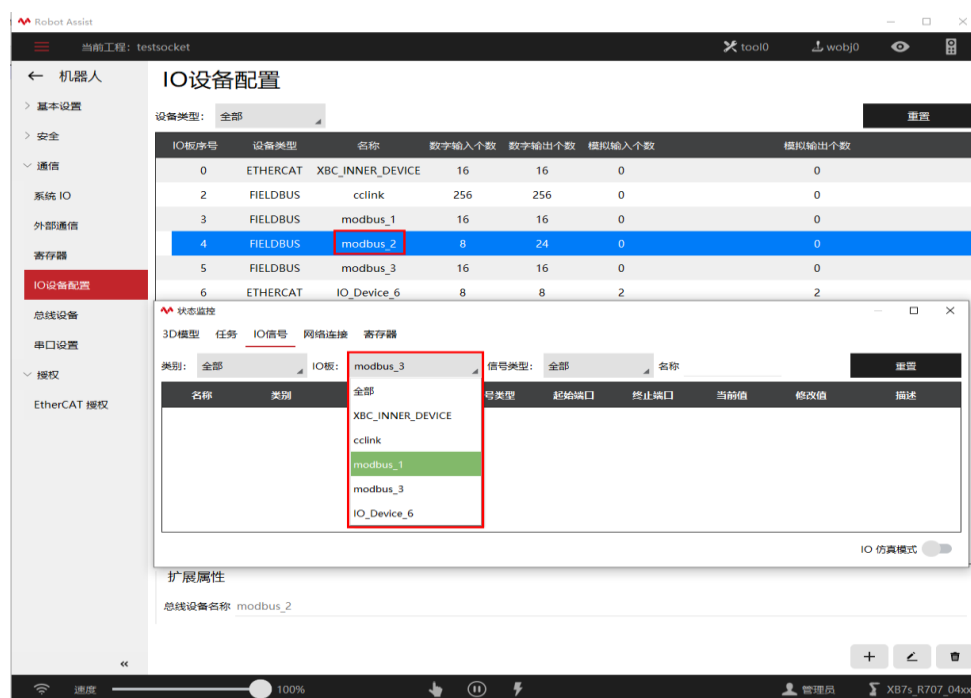 Robot Assist
当前工程: testsocket
tool0
wobj0
机器人
IO设备配置
基本设置
设备类型: 全部
重置
安全
IO板序号 设备类型 名称 数字输入个数 数字输出个数 模拟输入个数 模拟输出个数
通信
0 ETHERCAT XBC_INNER_DEVICE 16 16 0 0
系统 IO
2 FIELDBUS cclink 256 256 0 0
外部通信
3 FIELDBUS modbus_1 16 16 0 0
4 FIELDBUS modbus_2 8 24 0 0
寄存器
5 FIELDBUS modbus_3 16 16 0 0
IO设备配置
6 ETHERCAT IO_Device_6 8 8 2 2
总线设备
串口设置
授权
EtherCAT 授权
状态监控
3D模型 任务 IO信号 网络连接 寄存器
类别: 全部 IO板: modbus_3 信号类型: 全部 名称 重置
名称 类别 号类型 起始端口 终止端口 当前值 修改值 描述
全部
XBC_INNER_DEVICE
cclink
modbus_1
modbus_3
IO_Device_6
IO 仿真模式
扩展属性
总线设备名称 modbus_2
速度 100% 管理员 XB7s_R707_04xx